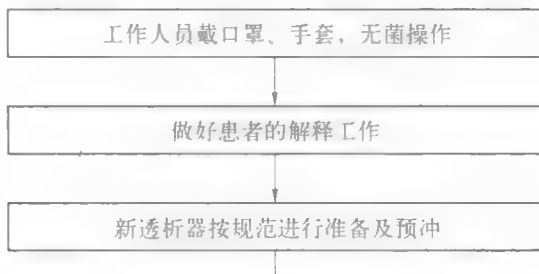 工作人员戴口罩、手套，无菌操作
做好患者的解释工作
新透析器按规范进行准备及预冲